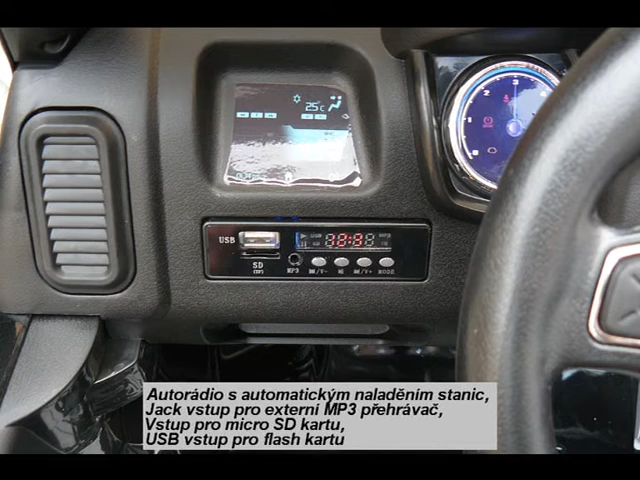 25 C
USB
SD
MP3
MODE
Autorádio s automatickým naladěním stanic,
Jack vstup pro externí MP3 přehrávač,
Vstup pro micro SD kartu,
USB vstup pro flash kartu